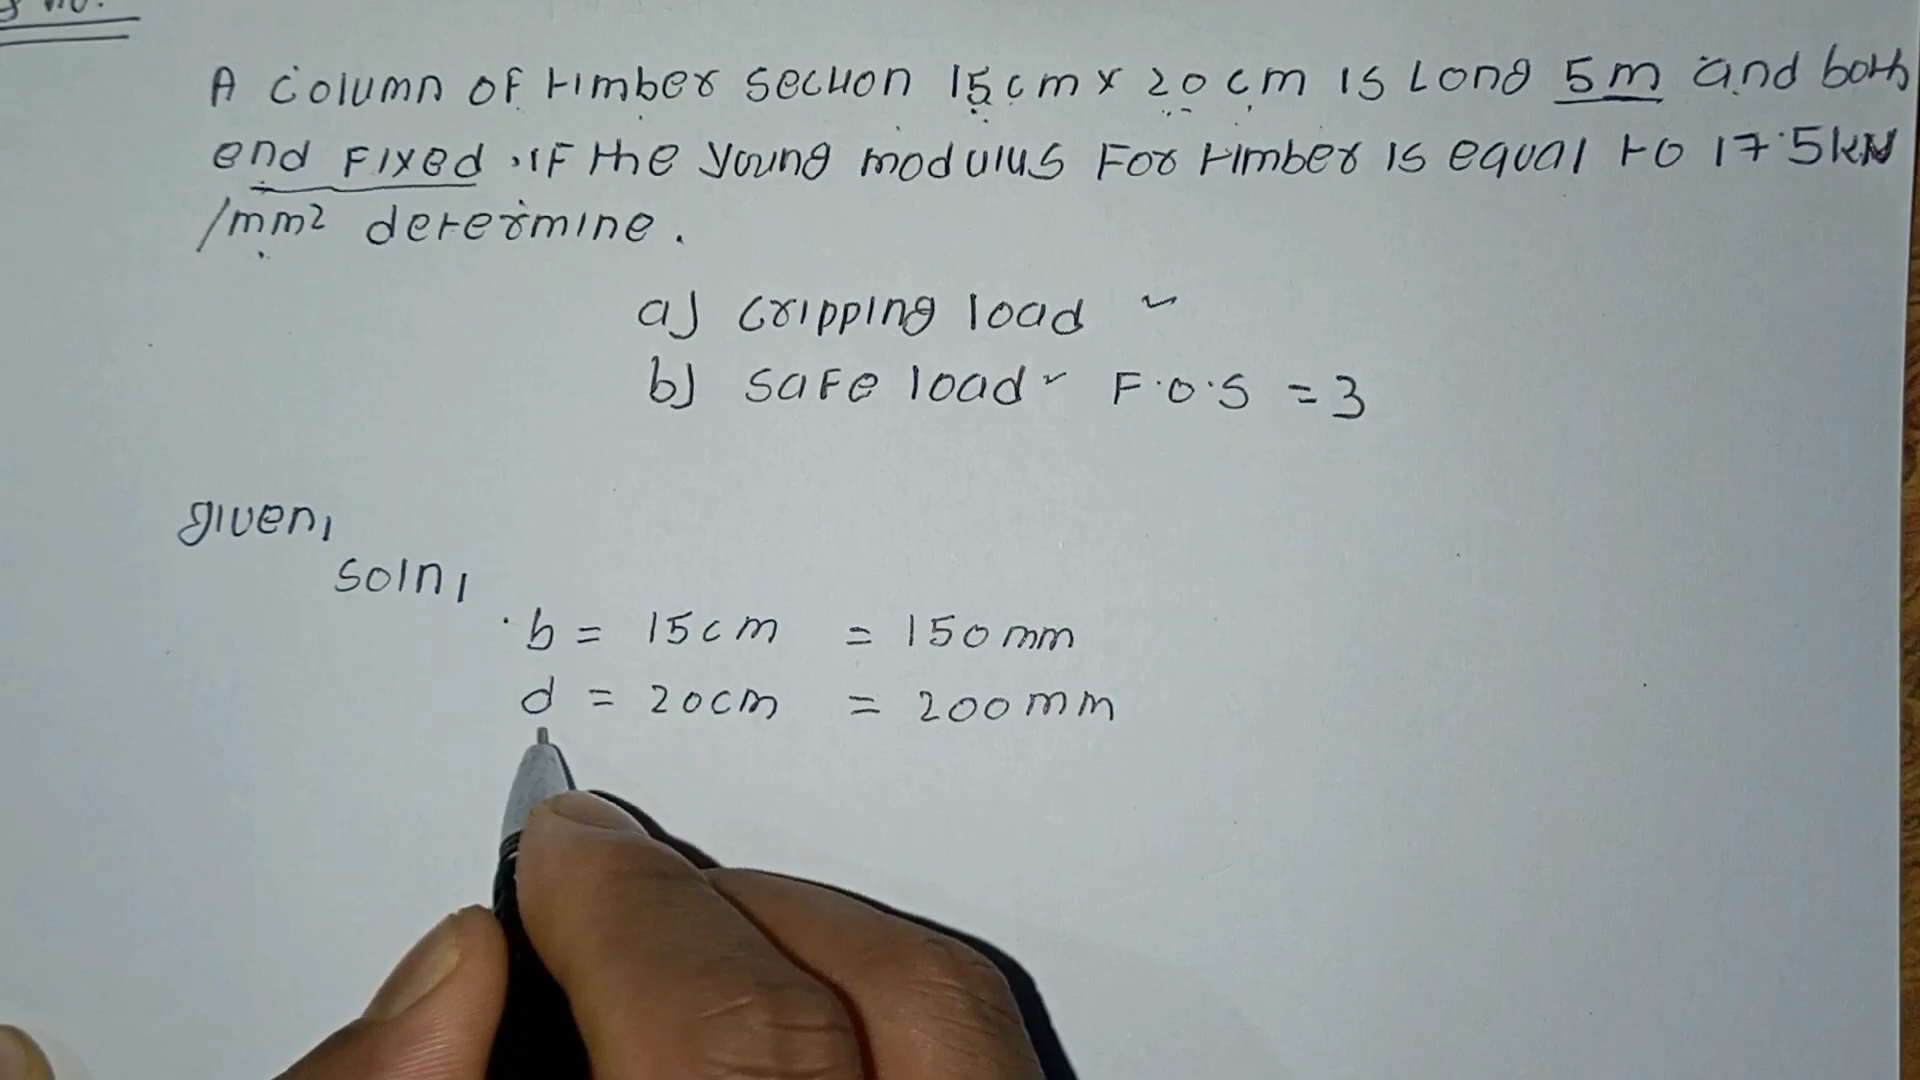 A column of timber section 15cm x 20cm is Long 5m and both
end Fixed. IF the young modulus For timber is equal to 17.5kN
/mm2 determine.
a) cripping load
b) safe load F.O.S = 3
given,
soln,
b = 15cm = 150mm
d = 20cm = 200mm